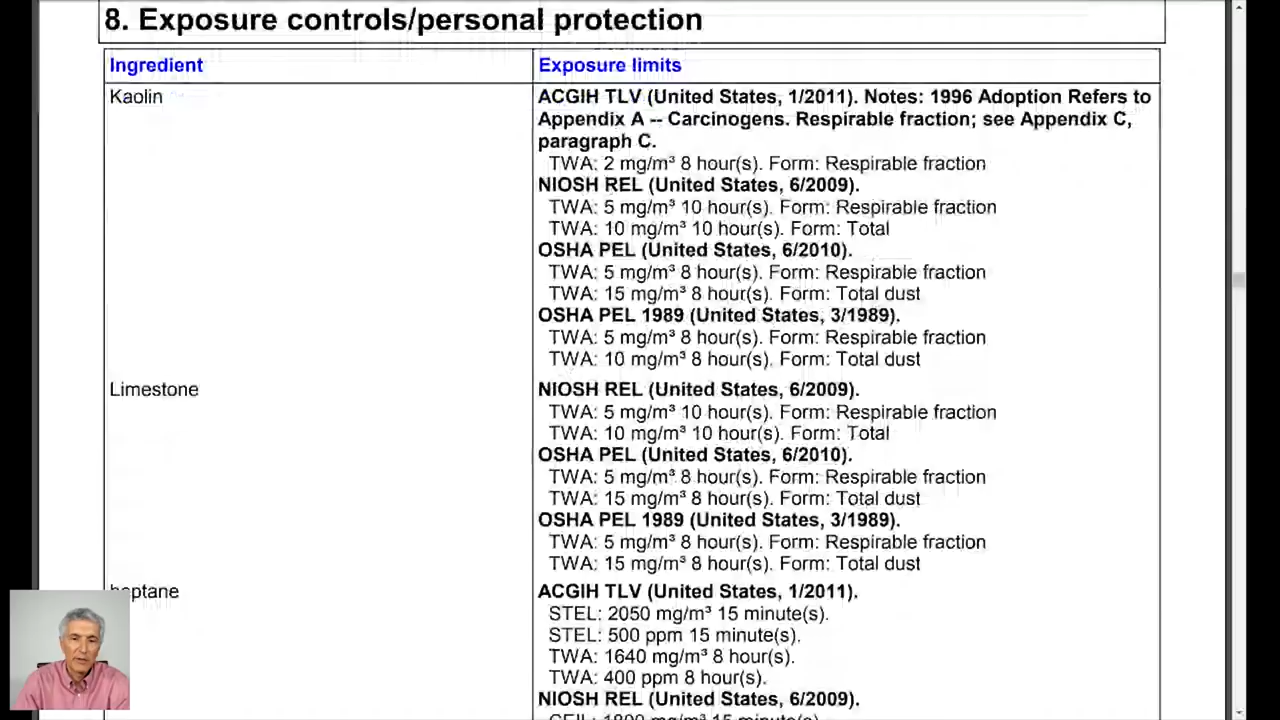 8. Exposure controls/personal protection
Ingredient
Exposure limits
Kaolin
ACGIH TLV (United States, 1/2011). Notes: 1996 Adoption Refers to
Appendix A -- Carcinogens. Respirable fraction; see Appendix C,
paragraph C.
TWA: 2 mg/m³ 8 hour(s). Form: Respirable fraction
NIOSH REL (United States, 6/2009).
TWA: 5 mg/m³ 10 hour(s). Form: Respirable fraction
TWA: 10 mg/m³ 10 hour(s). Form: Total
OSHA PEL (United States, 6/2010).
TWA: 5 mg/m³ 8 hour(s). Form: Respirable fraction
TWA: 15 mg/m³ 8 hour(s). Form: Total dust
OSHA PEL 1989 (United States, 3/1989).
TWA: 5 mg/m³ 8 hour(s). Form: Respirable fraction
TWA: 10 mg/m³ 8 hour(s). Form: Total dust
Limestone
NIOSH REL (United States, 6/2009).
TWA: 5 mg/m³ 10 hour(s). Form: Respirable fraction
TWA: 10 mg/m³ 10 hour(s). Form: Total
OSHA PEL (United States, 6/2010).
TWA: 5 mg/m³ 8 hour(s). Form: Respirable fraction
TWA: 15 mg/m³ 8 hour(s). Form: Total dust
OSHA PEL 1989 (United States, 3/1989).
TWA: 5 mg/m³ 8 hour(s). Form: Respirable fraction
TWA: 15 mg/m³ 8 hour(s). Form: Total dust
heptane
ACGIH TLV (United States, 1/2011).
STEL: 2050 mg/m³ 15 minute(s).
STEL: 500 ppm 15 minute(s).
TWA: 1640 mg/m³ 8 hour(s).
TWA: 400 ppm 8 hour(s).
NIOSH REL (United States, 6/2009).